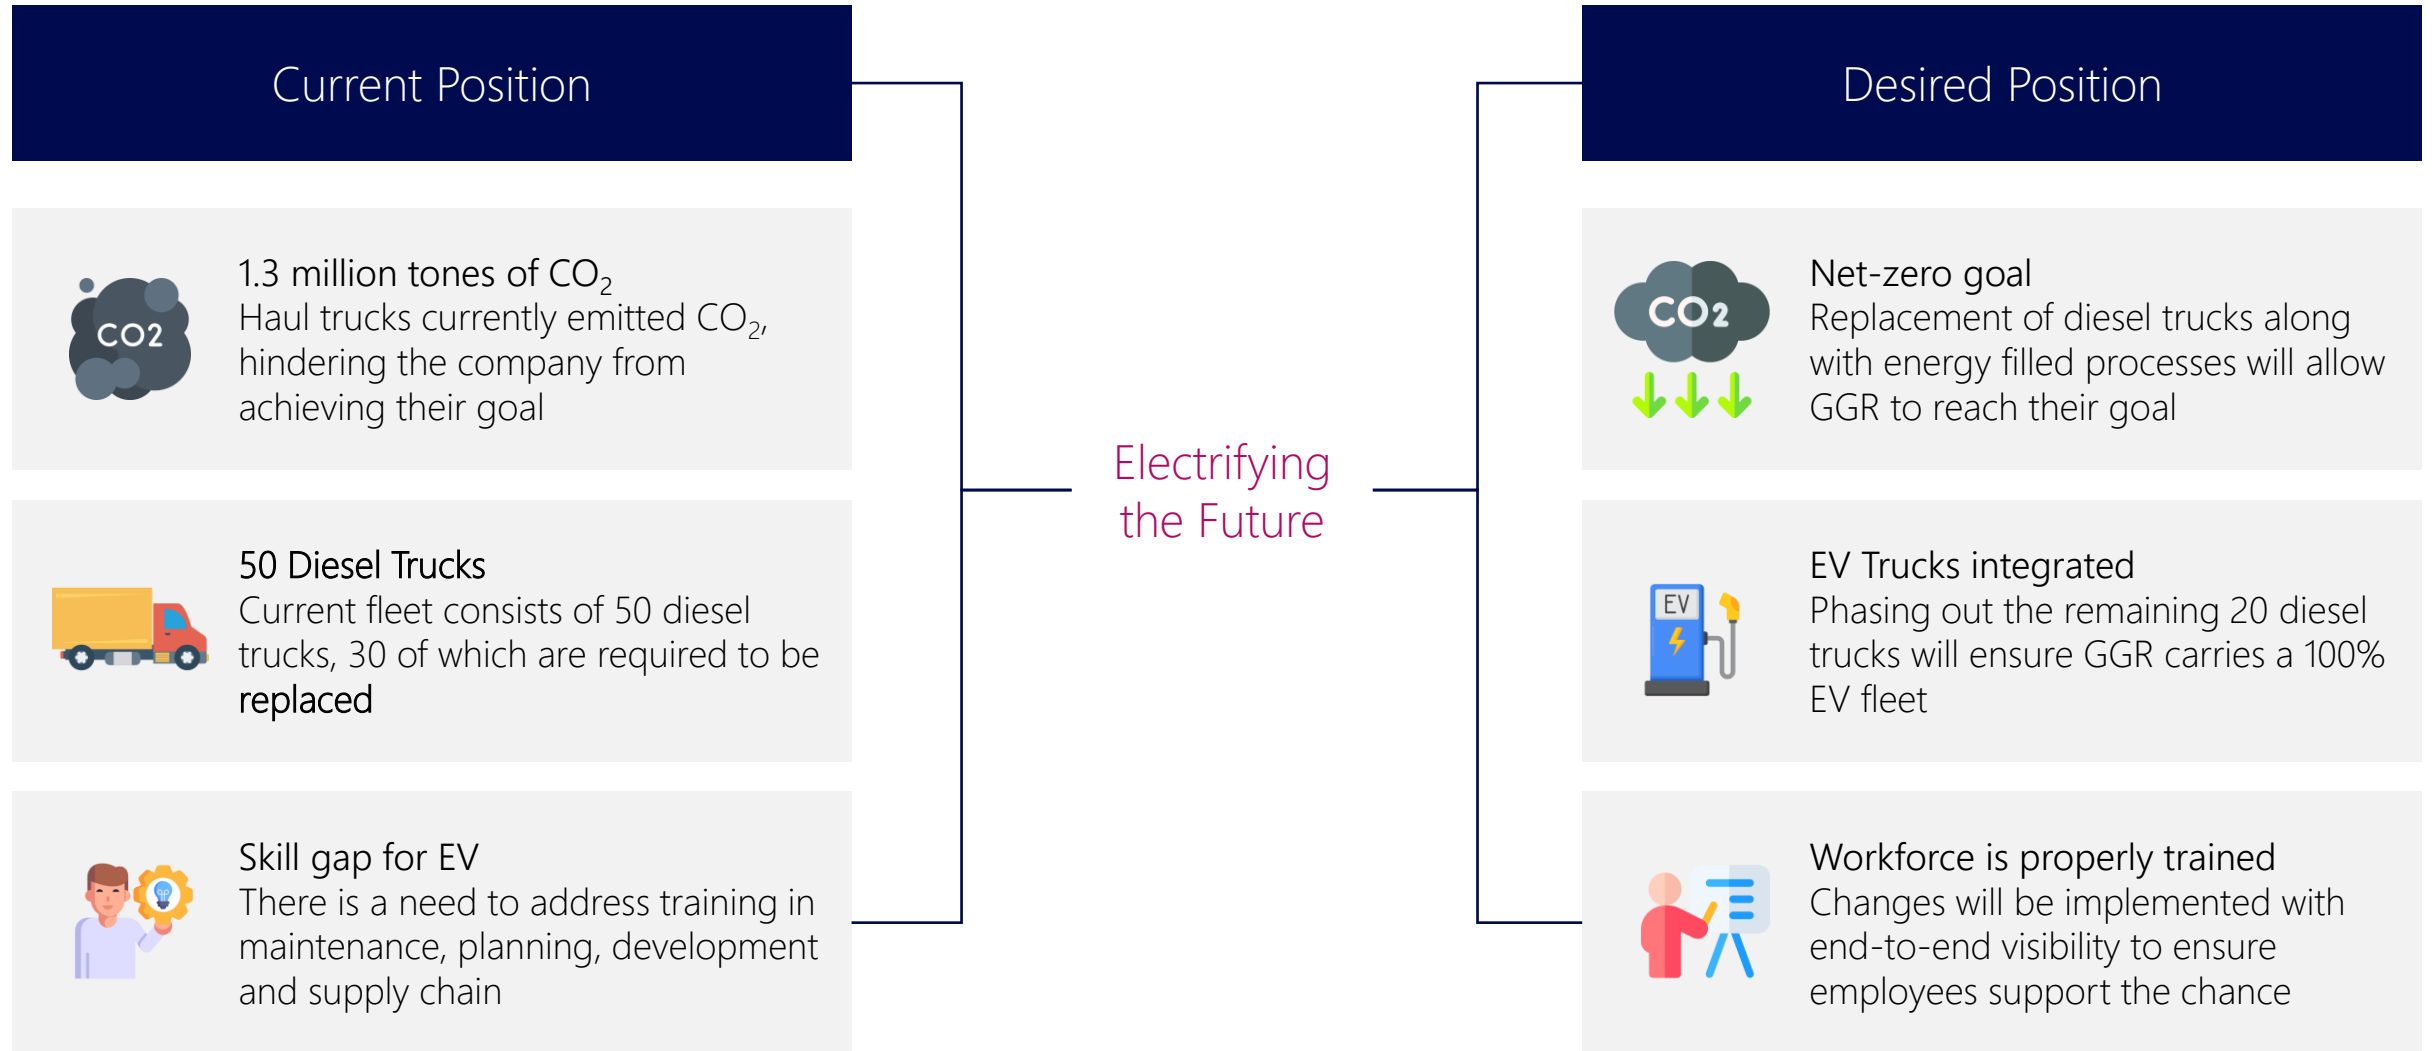 Current Position
CO2
1.3 million tones of CO₂
Haul trucks currently emitted CO₂,
hindering the company from
achieving their goal
50 Diesel Trucks
Current fleet consists of 50 diesel
trucks, 30 of which are required to be
replaced
Skill gap for EV
There is a need to address training in
maintenance, planning, development
and supply chain
Electrifying
the Future
Desired Position
CO2
Net-zero goal
Replacement of diesel trucks along
with energy filled processes will allow
GGR to reach their goal
EV
EV Trucks integrated
Phasing out the remaining 20 diesel
trucks will ensure GGR carries a 100%
EV fleet
Workforce is properly trained
Changes will be implemented with
end-to-end visibility to ensure
employees support the chance